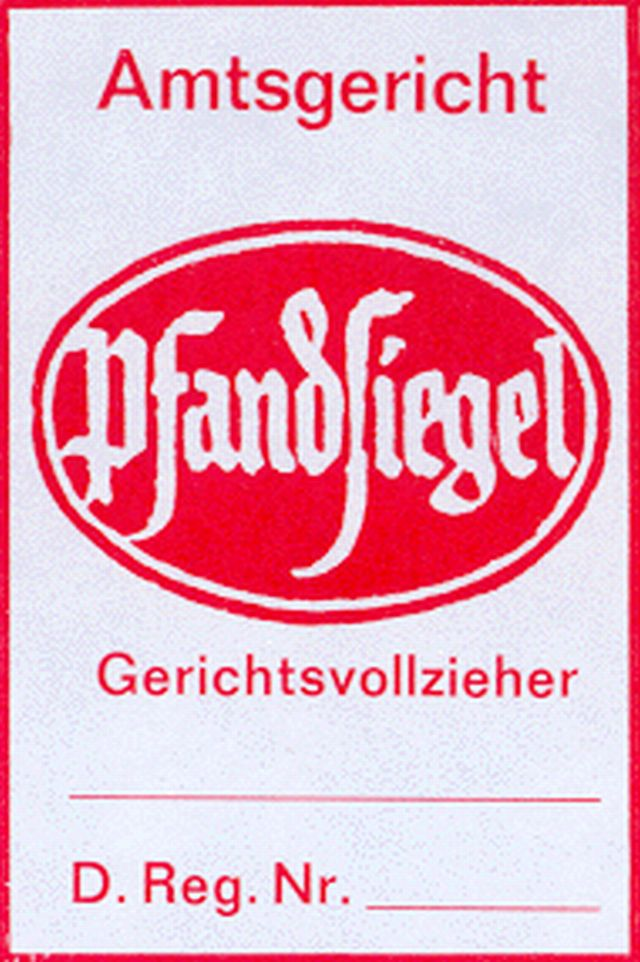 Amtsgericht
Pfandsiegel
Gerichtsvollzieher
D. Reg. Nr.